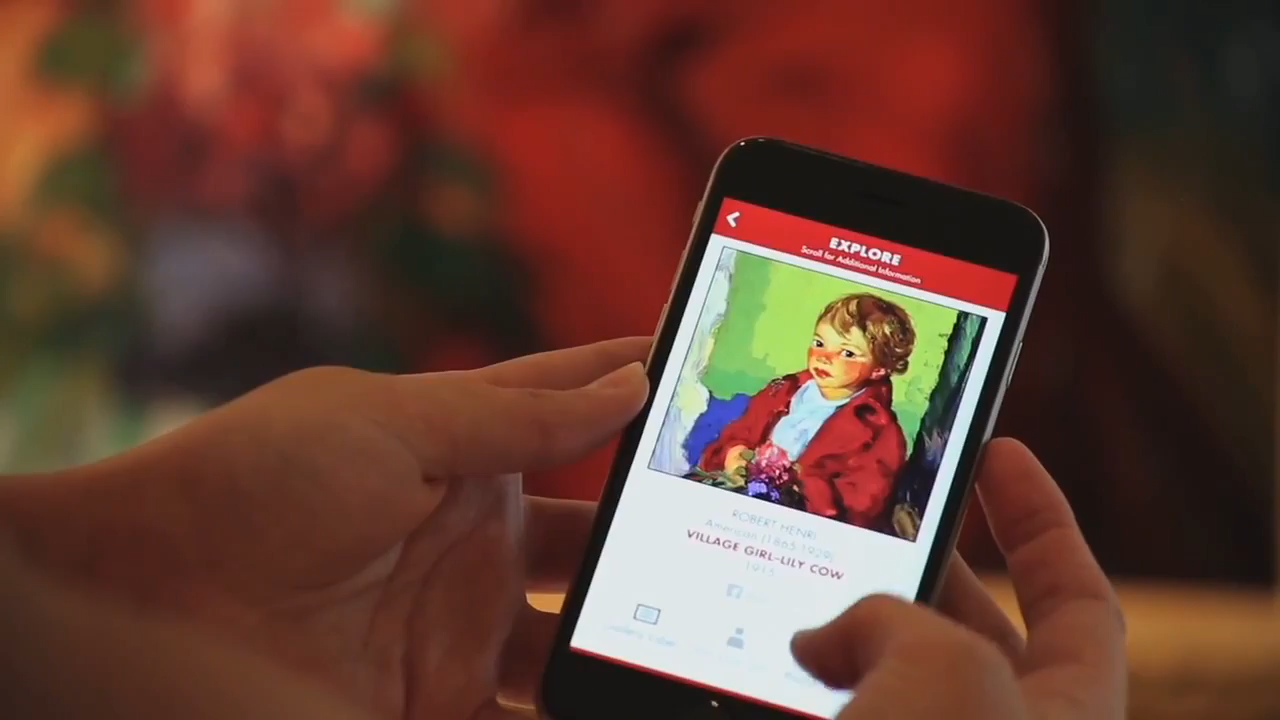 EXPLORE
Scroll for Additional Information
ROBERT HENRI
American (1865-1929)
VILLAGE GIRL-LILY COW
1915